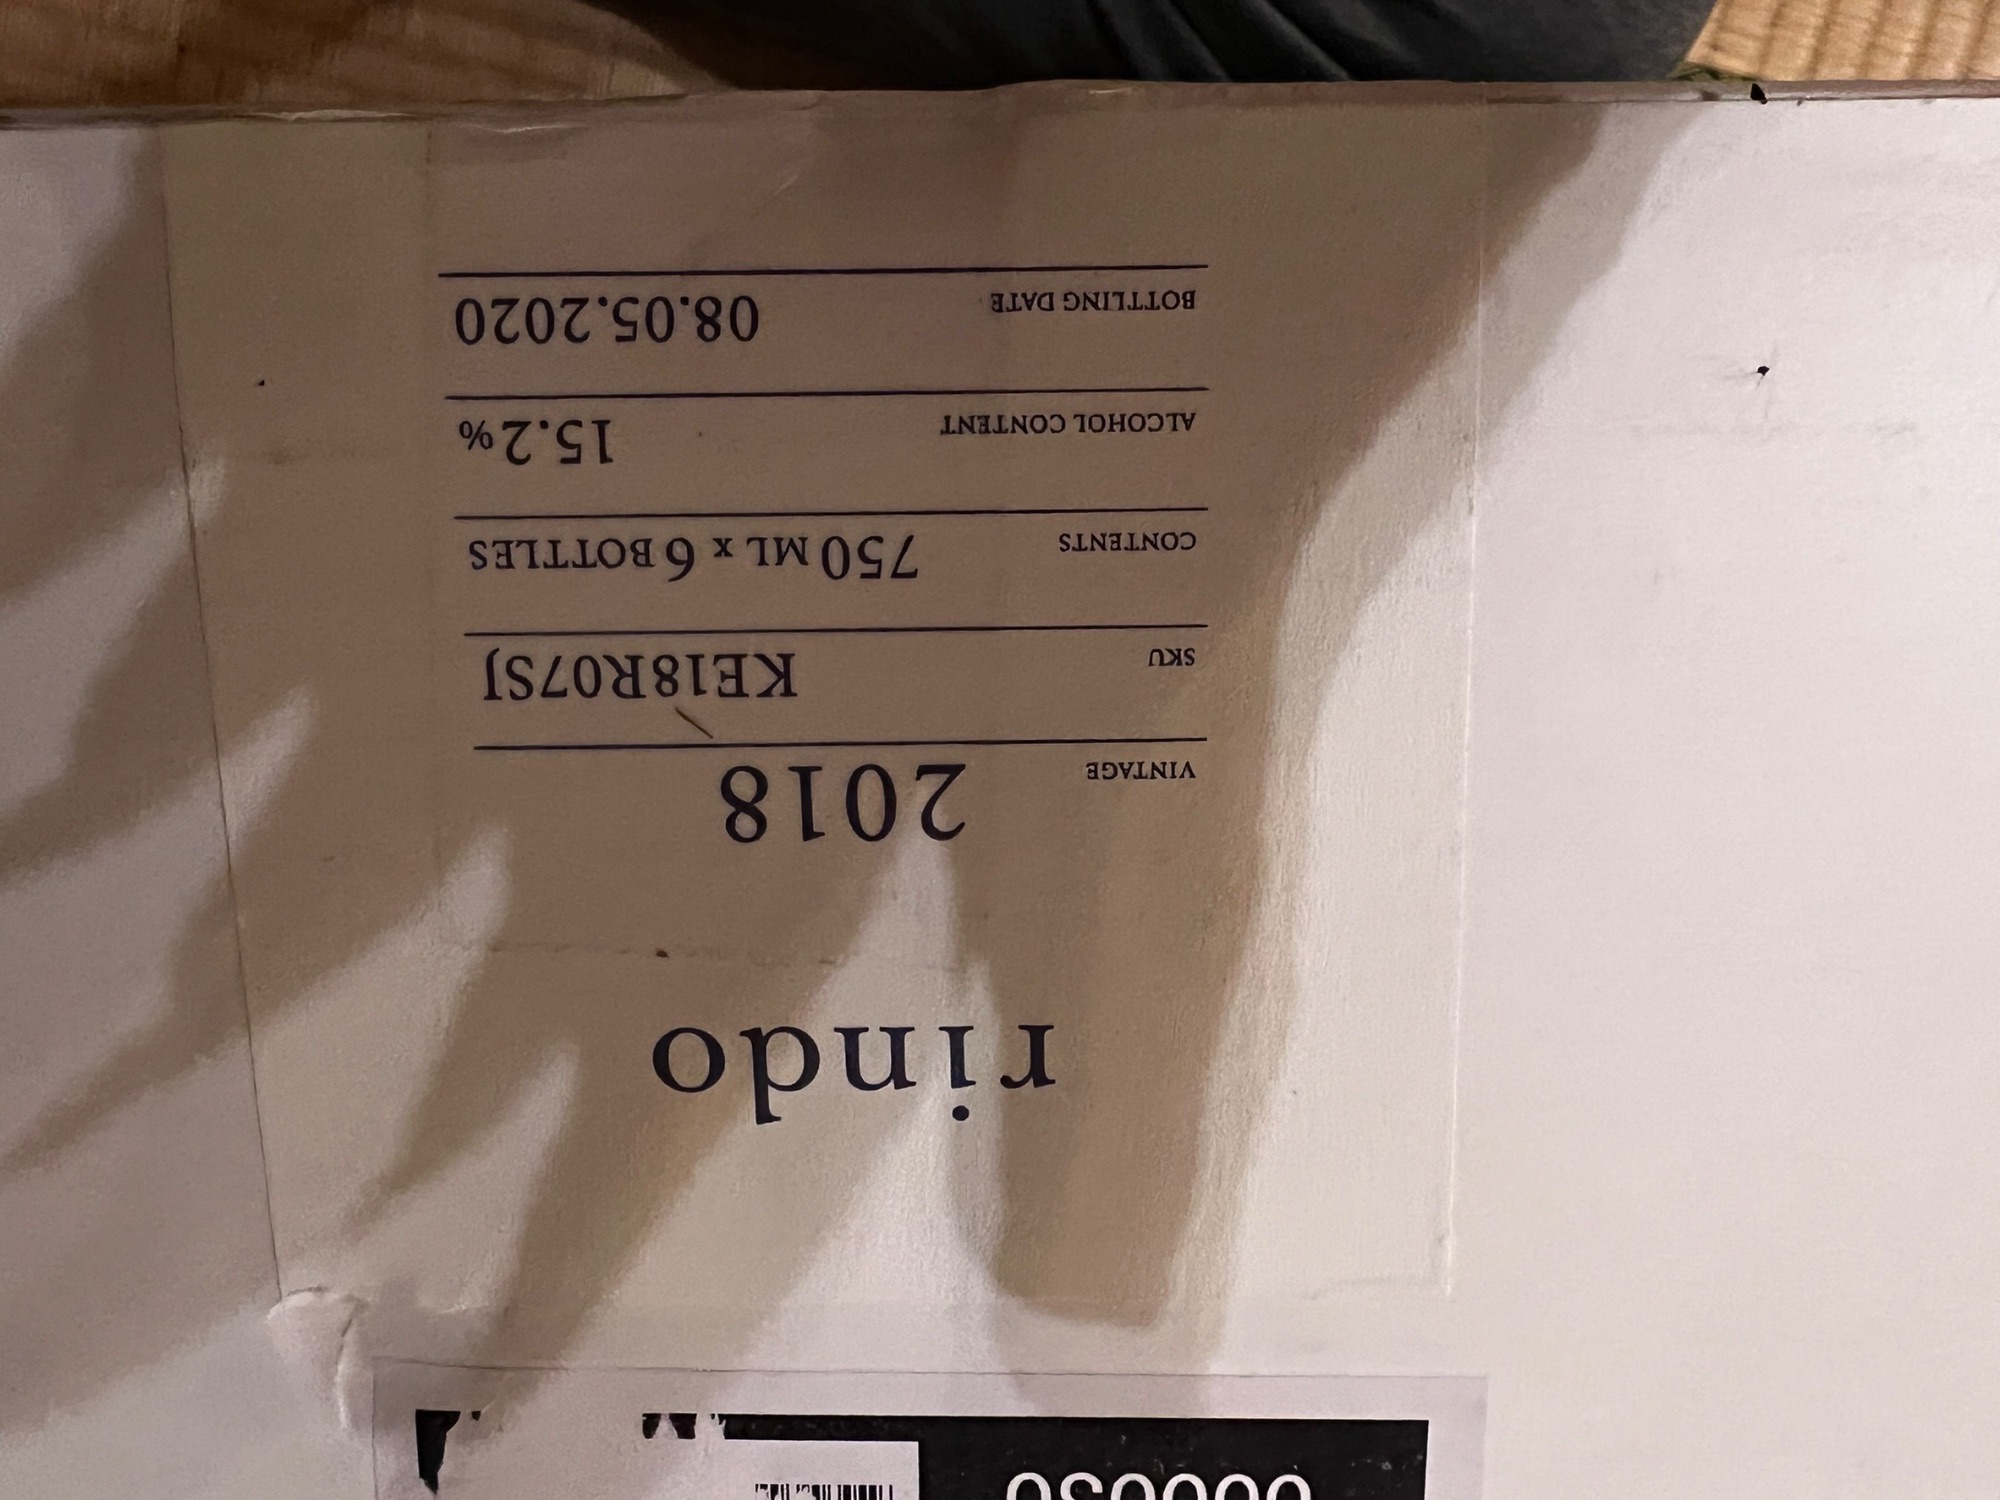 rindo
VINTAGE 2018
SKU KE18R07SJ
CONTENTS 750 ML x 6 BOTTLES
ALCOHOL CONTENT 15.2%
BOTTLING DATE 08.05.2020